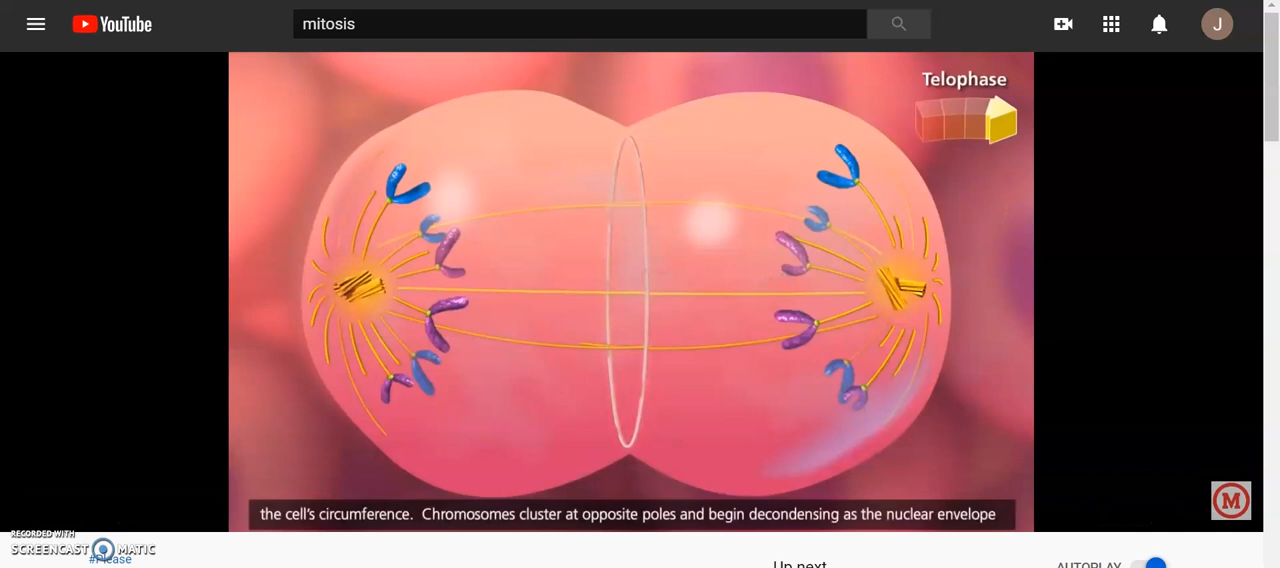 YouTube
mitosis
J
Telophase
the cell's circumference. Chromosomes cluster at opposite poles and begin decondensing as the nuclear envelope
M
RECORDED WITH
SCREENCAST MATIC
#Please
Up next
AUTOPLAY